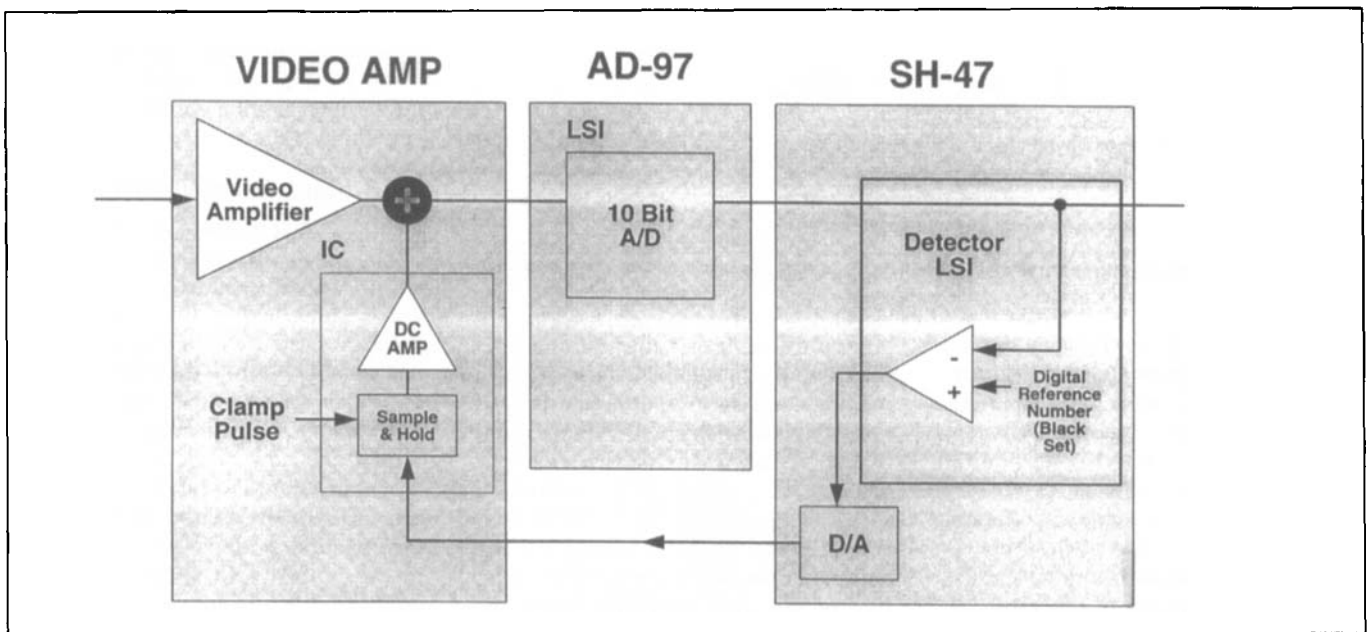 VIDEO AMP
AD-97
SH-47
Video
Amplifier
+
IC
DC
AMP
Clamp
Pulse
Sample
& Hold
LSI
10 Bit
A/D
Detector
LSI
-
+
Digital
Reference
Number
(Black
Set)
D/A